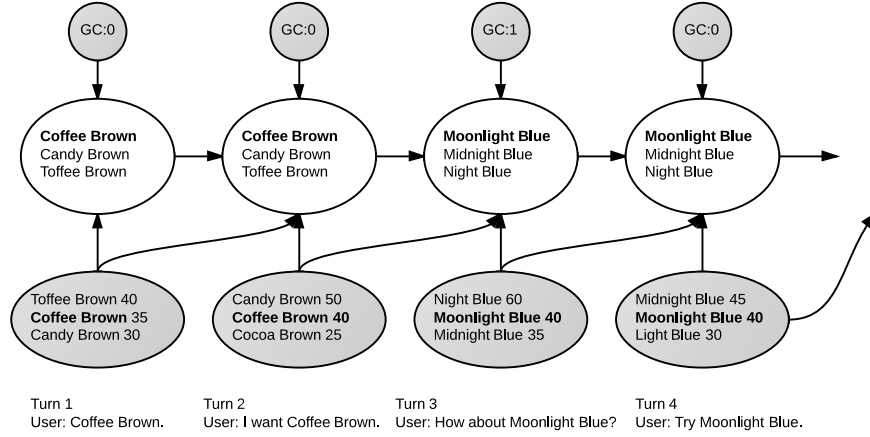 GC:0
GC:0
GC:1
GC:0
Coffee Brown
Candy Brown
Toffee Brown
Coffee Brown
Candy Brown
Toffee Brown
Moonlight Blue
Midnight Blue
Night Blue
Moonlight Blue
Midnight Blue
Night Blue
Toffee Brown 40
Coffee Brown 35
Candy Brown 30
Candy Brown 50
Coffee Brown 40
Cocoa Brown 25
Night Blue 60
Moonlight Blue 40
Midnight Blue 35
Midnight Blue 45
Moonlight Blue 40
Light Blue 30
Turn 1
User: Coffee Brown.
Turn 2
User: I want Coffee Brown.
Turn 3
User: How about Moonlight Blue?
Turn 4
User: Try Moonlight Blue.